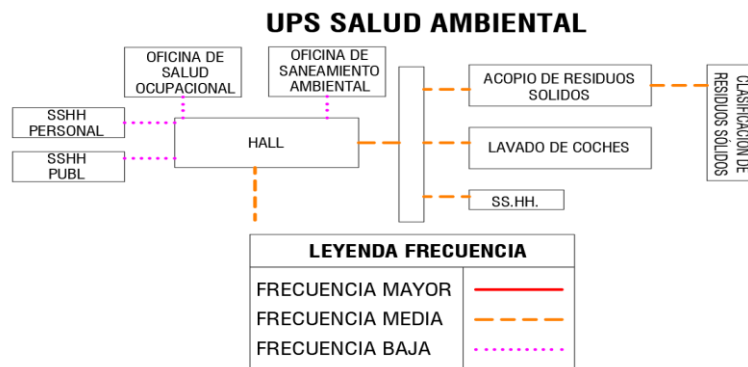 UPS SALUD AMBIENTAL
OFICINA DE
SALUD
OCUPACIONAL
OFICINA DE
SANEAMIENTO
AMBIENTAL
SSHH
PERSONAL
SSHH
PUBL
HALL
ACOPIO DE RESIDUOS
SOLIDOS
LAVADO DE COCHES
SS.HH.
CLASIFICACION DE
RESIDUOS SÓLIDOS
LEYENDA FRECUENCIA
FRECUENCIA MAYOR
FRECUENCIA MEDIA
FRECUENCIA BAJA